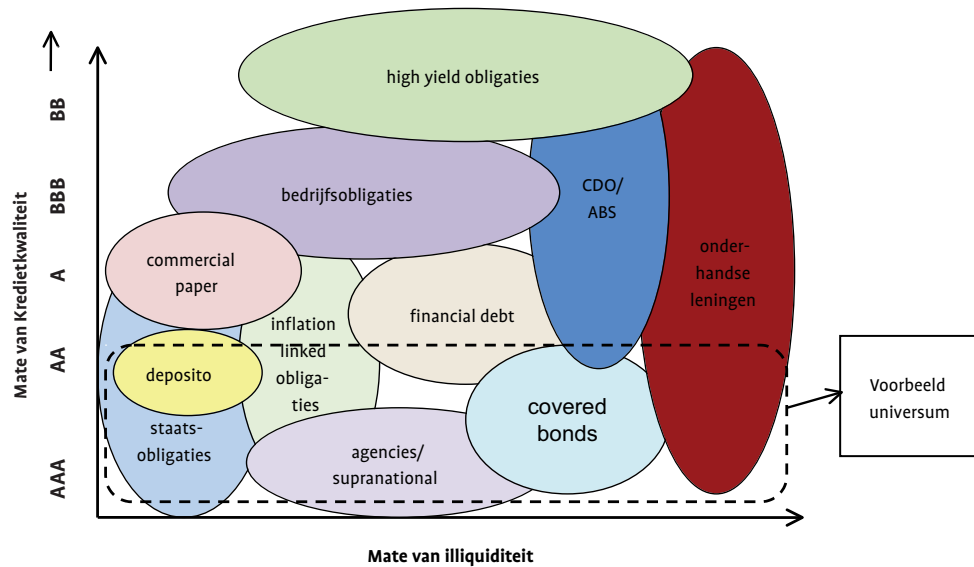 high yield obligaties
BB
BBB
A
AA
AAA
Mate van Kredietkwaliteit
bedrijfsobligaties
CDO/
ABS
commercial
paper
onder-
handse
leningen
inflation
linked
obliga-
ties
financial debt
deposito
staats-
obligaties
covered
bonds
agencies/
supranational
Voorbeeld
universum
Mate van illiquiditeit